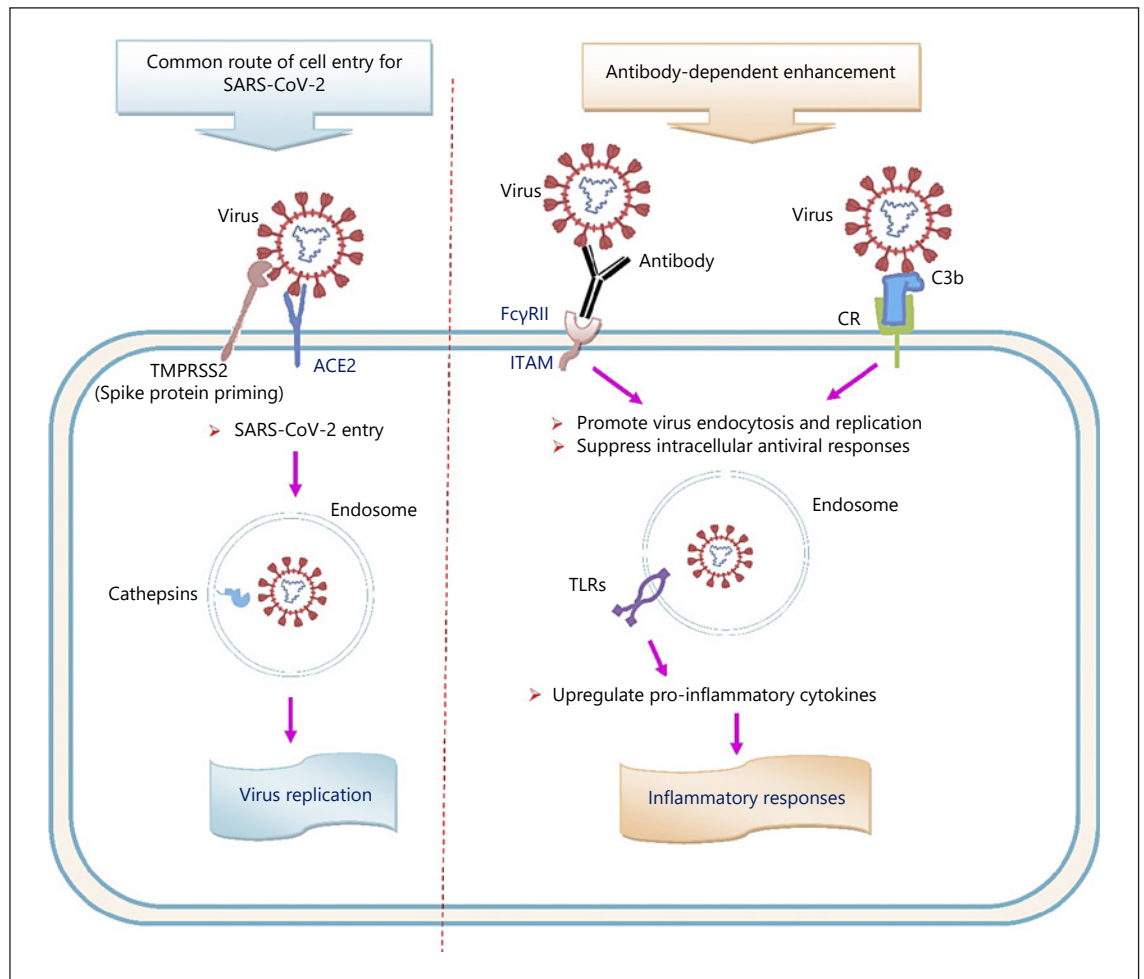 Common route of cell entry for
SARS-CoV-2
Virus
TMPRSS2
(Spike protein priming)
ACE2
SARS-CoV-2 entry
Endosome
Cathepsins
Virus replication
Antibody-dependent enhancement
Virus
Antibody
FcγRII
ITAM
Virus
C3b
CR
Promote virus endocytosis and replication
Suppress intracellular antiviral responses
Endosome
TLRs
Upregulate pro-inflammatory cytokines
Inflammatory responses